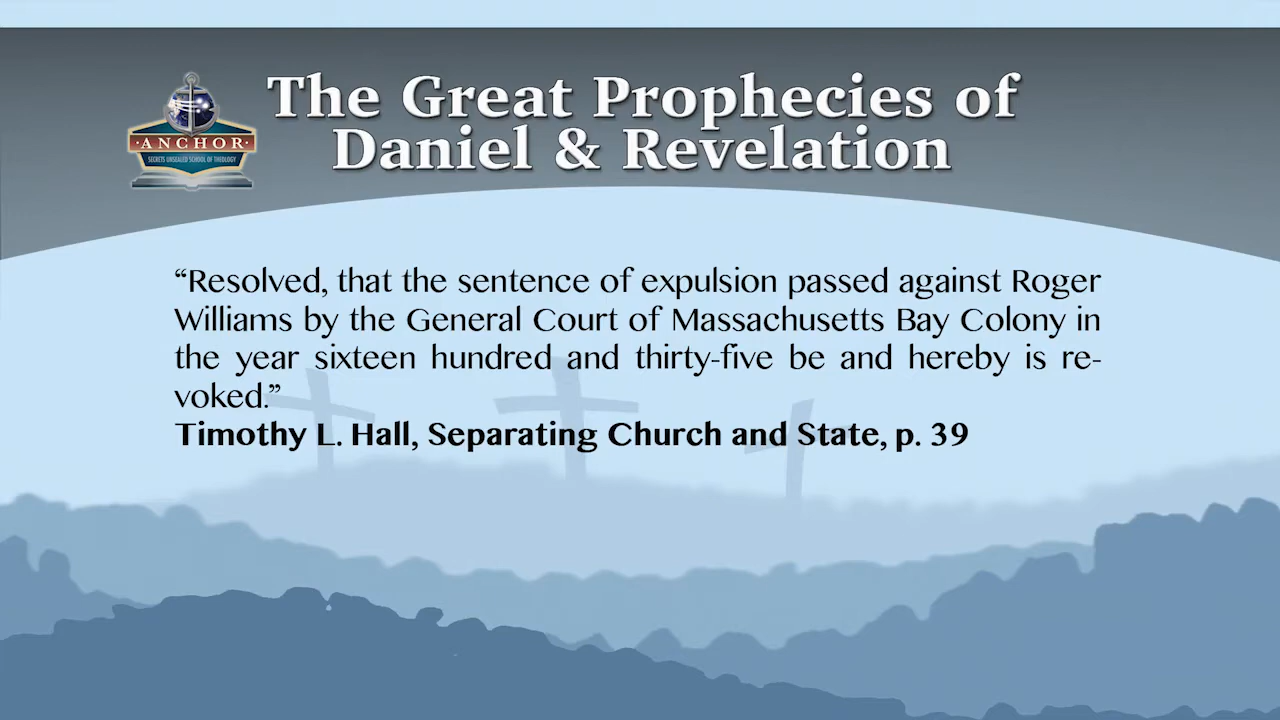 The Great Prophecies of
Daniel & Revelation
·ANCHOR·
SECRETS UNSEALED SCHOOL OF THEOLOGY
“Resolved, that the sentence of expulsion passed against Roger
Williams by the General Court of Massachusetts Bay Colony in
the year sixteen hundred and thirty-five be and hereby is re-
voked.”
Timothy L. Hall, Separating Church and State, p. 39